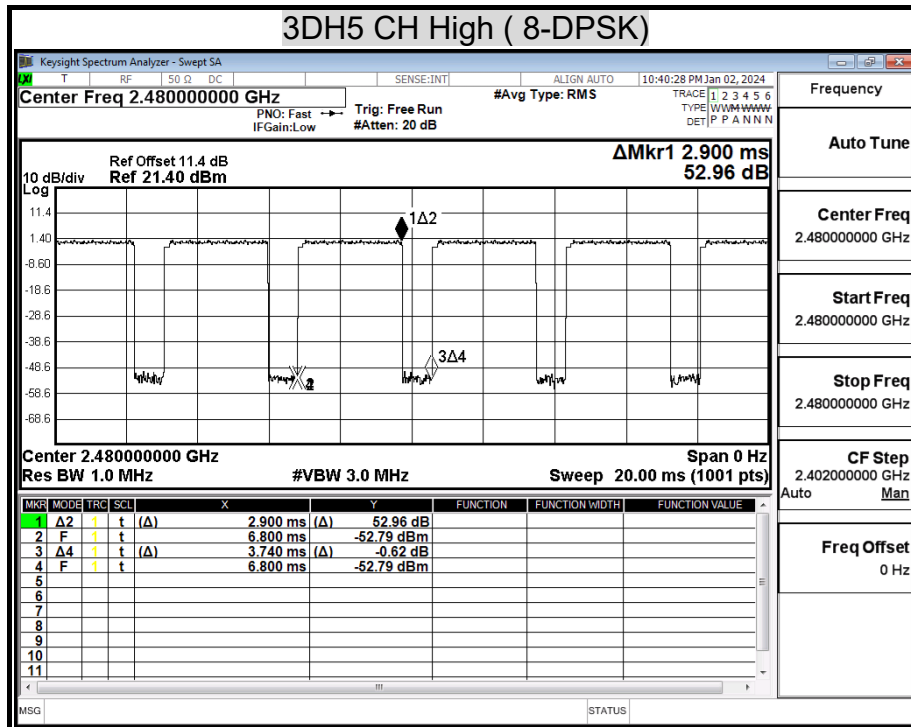 3DH5 CH High ( 8-DPSK)
Keysight Spectrum Analyzer - Swept SA
LXI T RF 50 Ω DC SENSE:INT ALIGN AUTO 10:40:28 PM Jan 02, 2024
Center Freq 2.480000000 GHz #Avg Type: RMS TRACE 1 2 3 4 5 6
PNO: Fast Trig: Free Run TYPE WWMWWWW
IFGain:Low #Atten: 20 dB DET P P A N N N
ΔMkr1 2.900 ms
52.96 dB
Ref Offset 11.4 dB
10 dB/div Ref 21.40 dBm
Log
11.4
1.40
-8.60
-18.6
-28.6
-38.6
-48.6
-58.6
-68.6
1Δ2
3Δ4
Center 2.480000000 GHz Span 0 Hz
Res BW 1.0 MHz #VBW 3.0 MHz Sweep 20.00 ms (1001 pts)
MKR MODE TRC SCL X Y FUNCTION FUNCTION WIDTH FUNCTION VALUE
1 Δ2 1 t (Δ) 2.900 ms (Δ) 52.96 dB
2 F 1 t 6.800 ms -52.79 dBm
3 Δ4 1 t (Δ) 3.740 ms (Δ) -0.62 dB
4 F 1 t 6.800 ms -52.79 dBm
5
6
7
8
9
10
11
MSG STATUS
Frequency
Auto Tune
Center Freq
2.480000000 GHz
Start Freq
2.480000000 GHz
Stop Freq
2.480000000 GHz
CF Step
2.402000000 GHz
Auto Man
Freq Offset
0 Hz